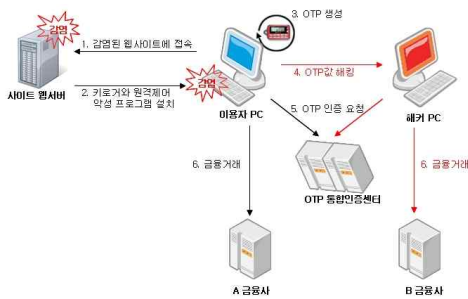 감염
3. OTP 생성
1. 감염된 웹사이트에 접속
4. OTP값 해킹
사이트 웹서버
2. 키로거와 원격제어
악성 프로그램 설치
감염
이용자 PC
5. OTP 인증 요청
해커 PC
6. 금융거래
6. 금융거래
OTP 통합인증센터
A 금융사
B 금융사